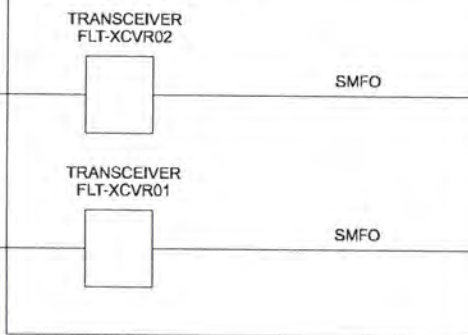 TRANSCEIVER
FLT-XCVR02
SMFO
TRANSCEIVER
FLT-XCVR01
SMFO